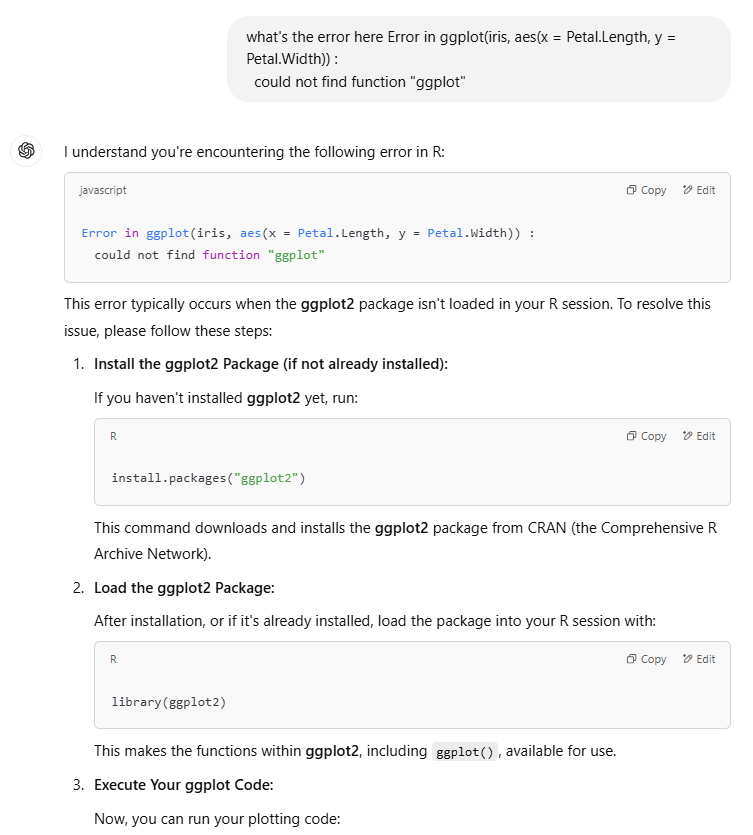 what's the error here Error in ggplot(iris, aes(x = Petal.Length, y =
Petal.Width)) :
could not find function "ggplot"
I understand you're encountering the following error in R:
javascript
Copy
Edit
Error in ggplot(iris, aes(x = Petal.Length, y = Petal.Width)) :
could not find function "ggplot"
This error typically occurs when the ggplot2 package isn't loaded in your R session. To resolve this
issue, please follow these steps:
1. Install the ggplot2 Package (if not already installed):
If you haven't installed ggplot2 yet, run:
R
Copy
Edit
install.packages("ggplot2")
This command downloads and installs the ggplot2 package from CRAN (the Comprehensive R
Archive Network).
2. Load the ggplot2 Package:
After installation, or if it's already installed, load the package into your R session with:
R
Copy
Edit
library(ggplot2)
This makes the functions within ggplot2, including ggplot(), available for use.
3. Execute Your ggplot Code:
Now, you can run your plotting code: